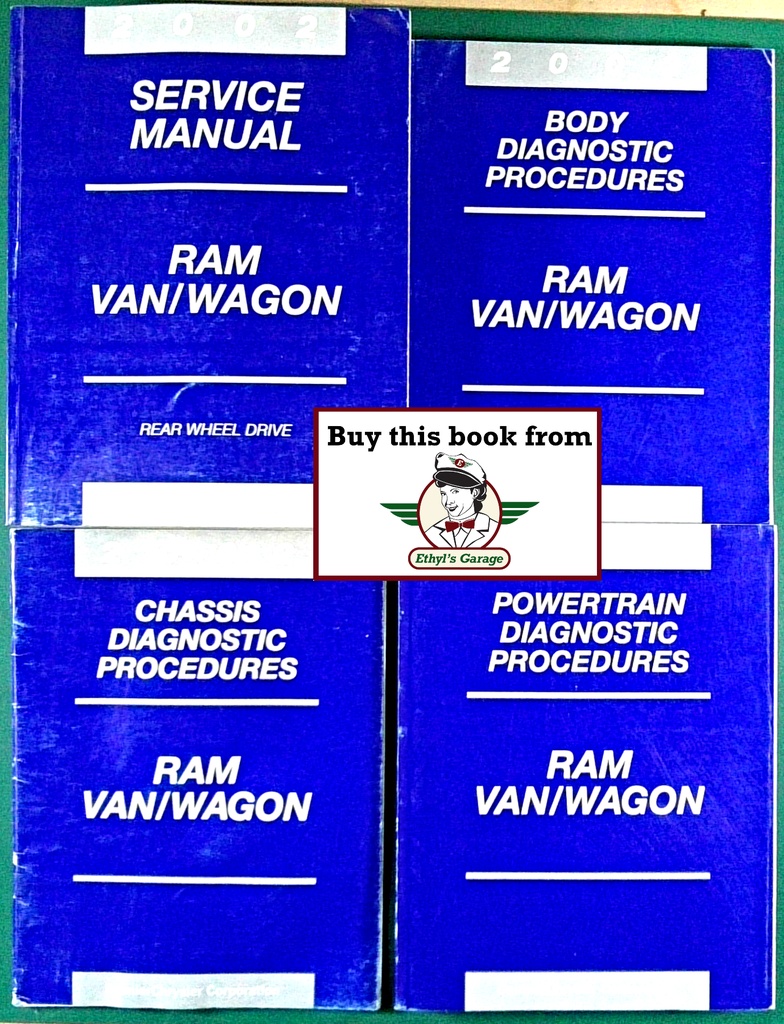 2002
SERVICE
MANUAL
RAM
VAN/WAGON
REAR WHEEL DRIVE
20
BODY
DIAGNOSTIC
PROCEDURES
RAM
VAN/WAGON
Buy this book from
Ethyl's Garage
CHASSIS
DIAGNOSTIC
PROCEDURES
RAM
VAN/WAGON
POWERTRAIN
DIAGNOSTIC
PROCEDURES
RAM
VAN/WAGON